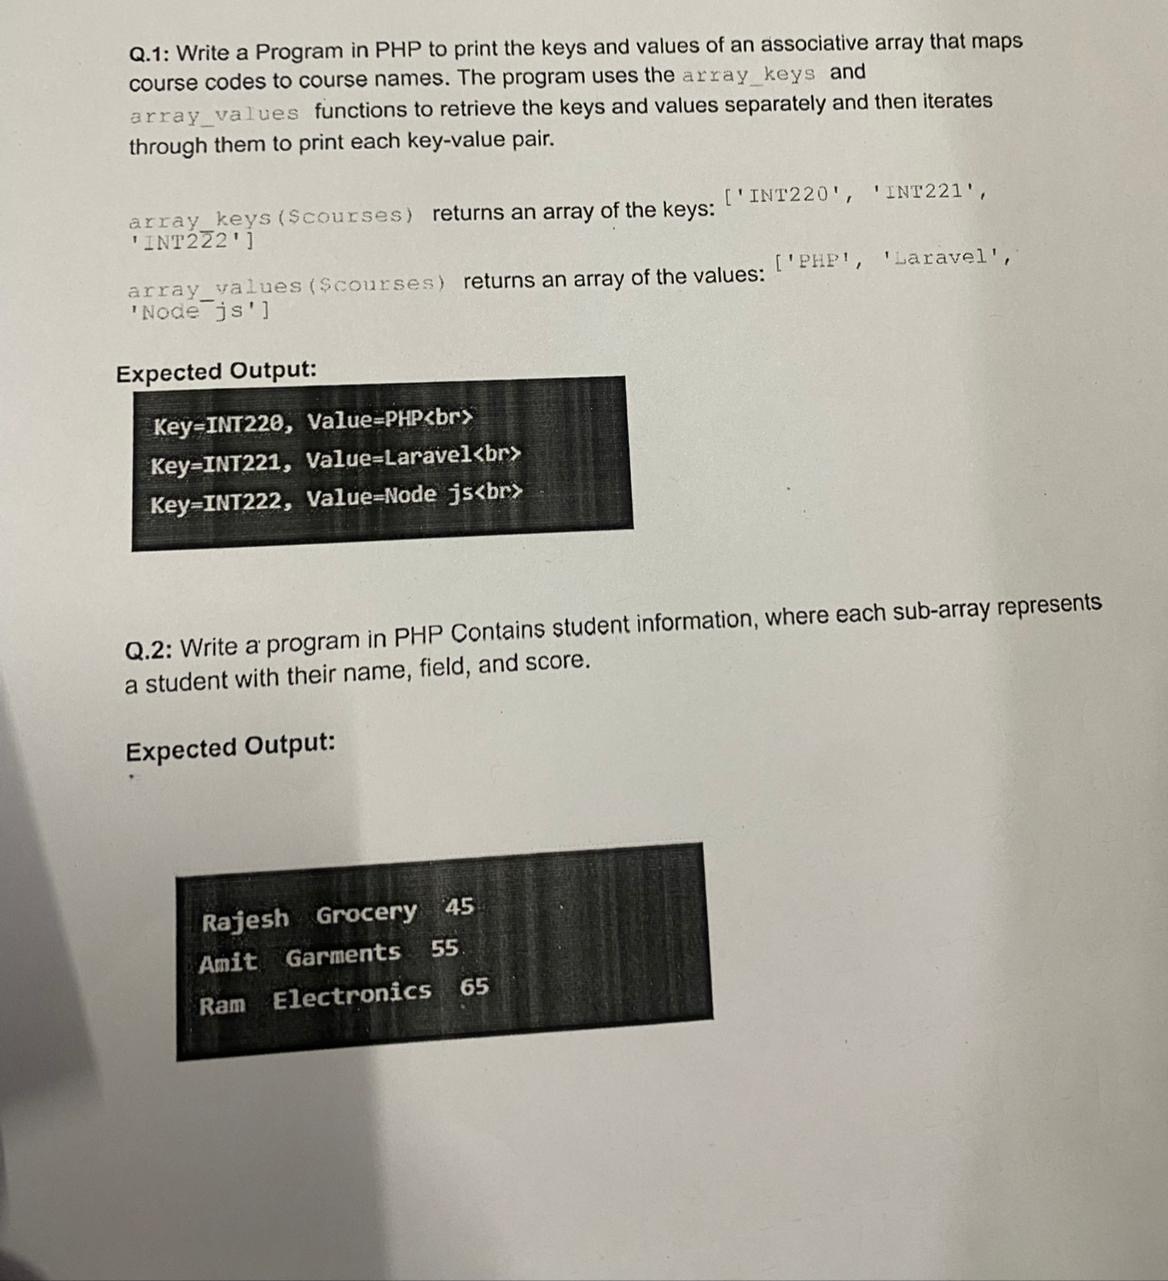 Q.1: Write a Program in PHP to print the keys and values of an associative array that maps
course codes to course names. The program uses the array_keys and
array_values functions to retrieve the keys and values separately and then iterates
through them to print each key-value pair.
array_keys($courses) returns an array of the keys: ['INT220', 'INT221',
'INT222']
array_values($courses) returns an array of the values: ['PHP', 'Laravel',
'Node js']
Expected Output:
Key=INT220, Value=PHP<br>
Key=INT221, Value=Laravel<br>
Key=INT222, Value=Node js<br>
Q.2: Write a program in PHP Contains student information, where each sub-array represents
a student with their name, field, and score.
Expected Output:
Rajesh Grocery 45
Amit Garments 55
Ram Electronics 65